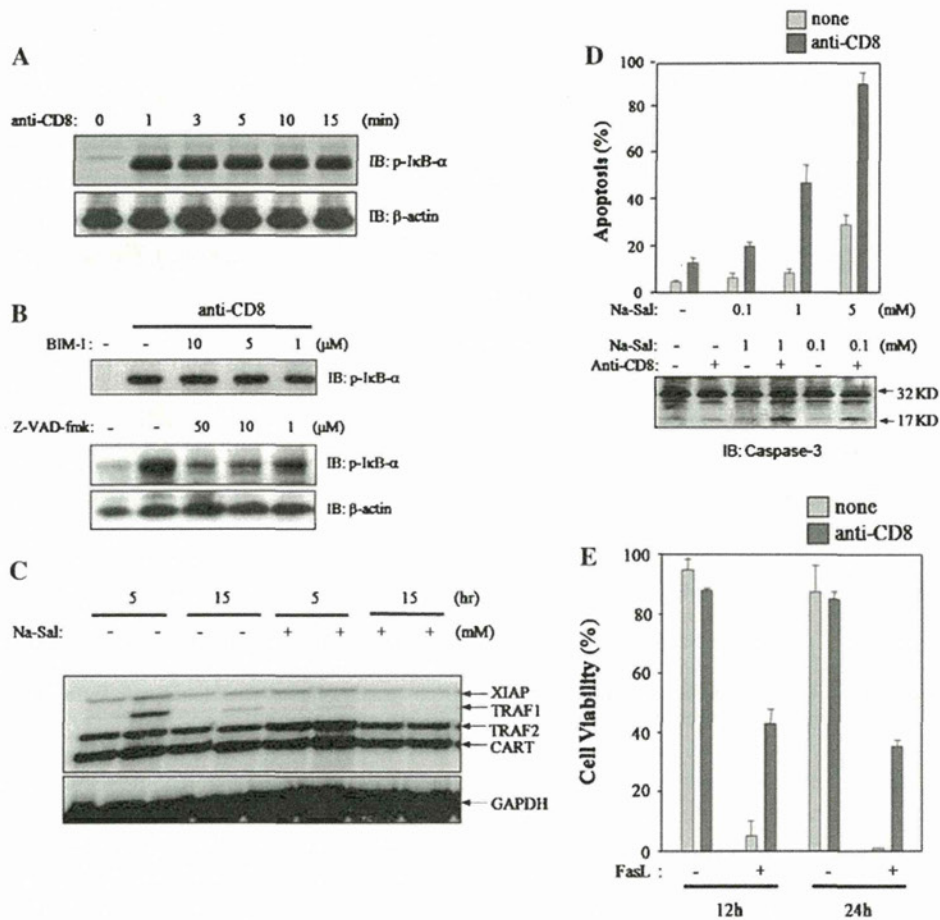 A
anti-CD8: 0 1 3 5 10 15 (min)
IB: p-IκB-α
IB: β-actin
B
anti-CD8
BIM-I: - - 10 5 1 (μM)
IB: p-IκB-α
Z-VAD-fmk: - - 50 10 1 (μM)
IB: p-IκB-α
IB: β-actin
C
5 15 5 15 (hr)
Na-Sal: - - - - + + + + (mM)
XIAP
TRAF1
TRAF2
CART
GAPDH
none
anti-CD8
D
100
80
60
40
20
0
Apoptosis (%)
Na-Sal: - 0.1 1 5 (mM)
Na-Sal: - - 1 1 0.1 0.1 (mM)
Anti-CD8: - + - + - +
32 KD
17 KD
IB: Caspase-3
none
anti-CD8
E
100
80
60
40
20
0
Cell Viability (%)
FasL : - + - +
12h 24h